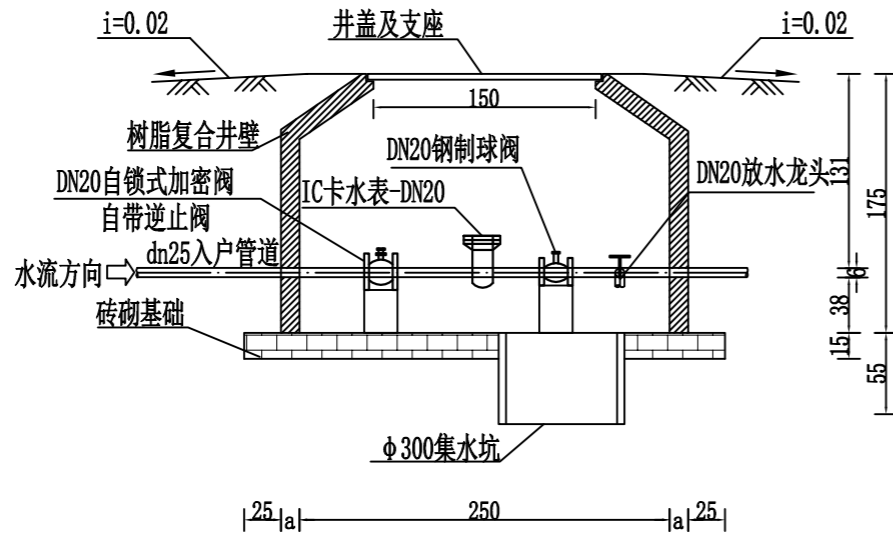 i=0.02
井盖及支座
i=0.02
150
树脂复合井壁
DN20钢制球阀
DN20自锁式加密阀
自带逆止阀
IC卡水表-DN20
DN20放水龙头
dn25入户管道
水流方向
砖砌基础
φ300集水坑
131
175
6
38
15
55
25
a
250
a
25